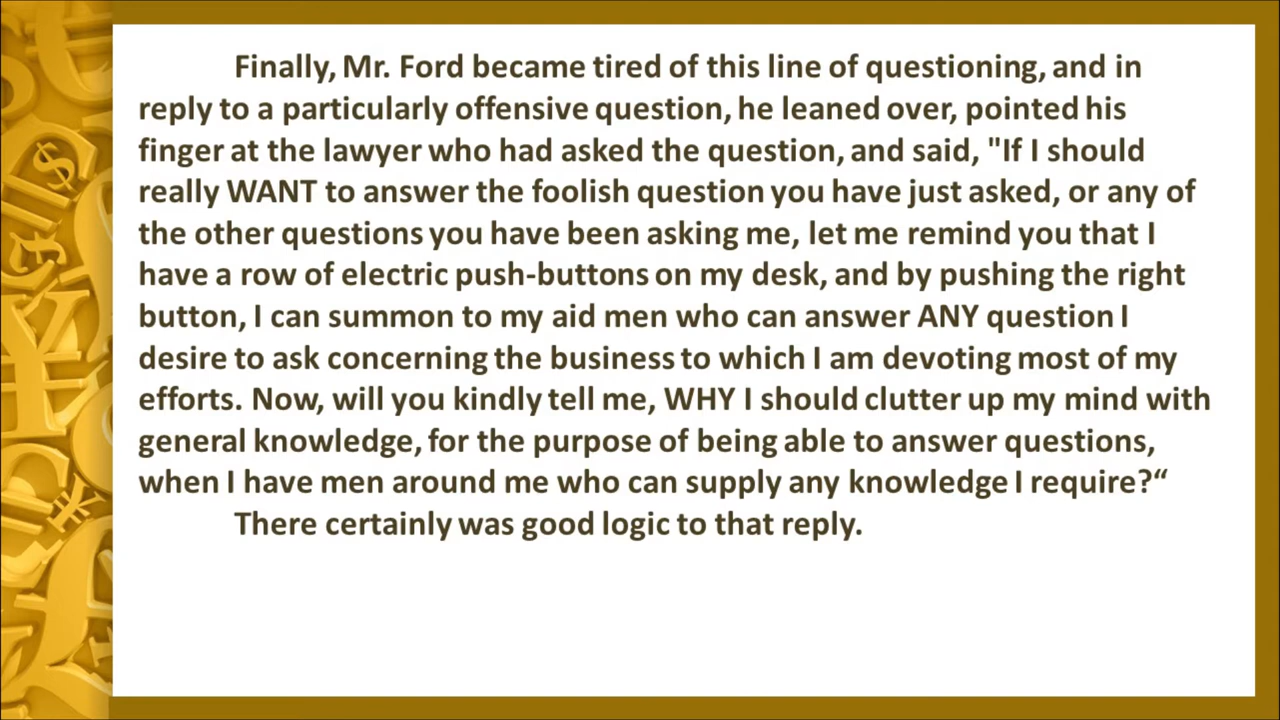 Finally, Mr. Ford became tired of this line of questioning, and in
reply to a particularly offensive question, he leaned over, pointed his
finger at the lawyer who had asked the question, and said, "If I should
really WANT to answer the foolish question you have just asked, or any of
the other questions you have been asking me, let me remind you that I
have a row of electric push-buttons on my desk, and by pushing the right
button, I can summon to my aid men who can answer ANY question I
desire to ask concerning the business to which I am devoting most of my
efforts. Now, will you kindly tell me, WHY I should clutter up my mind with
general knowledge, for the purpose of being able to answer questions,
when I have men around me who can supply any knowledge I require?“
There certainly was good logic to that reply.